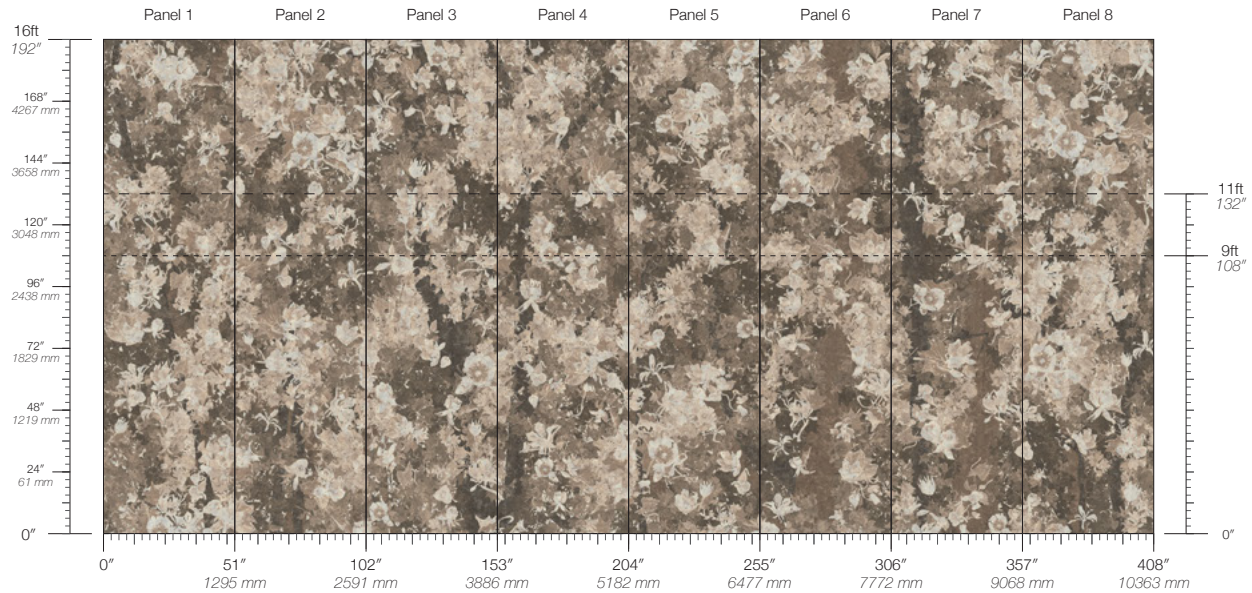 Panel 1 Panel 2 Panel 3 Panel 4 Panel 5 Panel 6 Panel 7 Panel 8
16ft
192″
168″
4267 mm
144″
3658 mm
120″
3048 mm
96″
2438 mm
72″
1829 mm
48″
1219 mm
24″
61 mm
0″
11ft
132″
9ft
108″
0″
0″ 51″ 102″ 153″ 204″ 255″ 306″ 357″ 408″
1295 mm 2591 mm 3886 mm 5182 mm 6477 mm 7772 mm 9068 mm 10363 mm